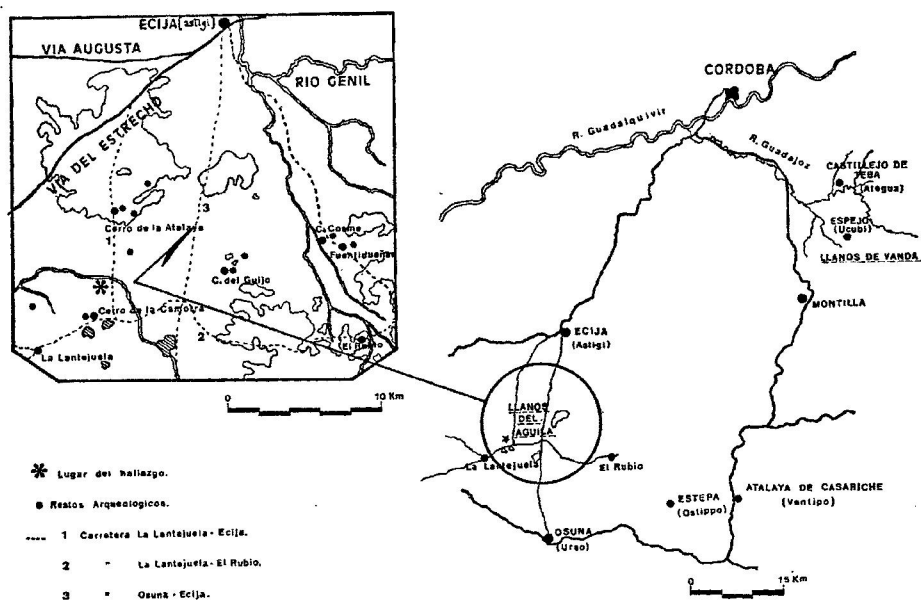 ECIJA (astigi)
VIA AUGUSTA
RIO GENIL
VIA DEL ESTRECHO
3
Cerro de la Atalaya
1
C. Cosme
Fuentidueñas
C. del Guijo
Cerro de la Camorra
2
El Rubio
La Lantejuela
0 10 Km
* Lugar del hallazgo.
● Restos Arqueologicos.
---- 1 Carretera La Lantejuela - Ecija.
2 " La Lantejuela - El Rubio.
3 " Osuna - Ecija.
CORDOBA
R. Guadalquivir
R. Guadajoz
CASTILLEJO DE
TEBA
(Ategua)
ESPEJO
(Ucubi)
LLANOS DE VANDA
MONTILLA
ECIJA
(Astigi)
LLANOS
DEL
AGUILA
La Lantejuela
El Rubio
ESTEPA
(Ostippo)
ATALAYA DE CASARICHE
(Ventipo)
OSUNA
(Urso)
0 15 Km